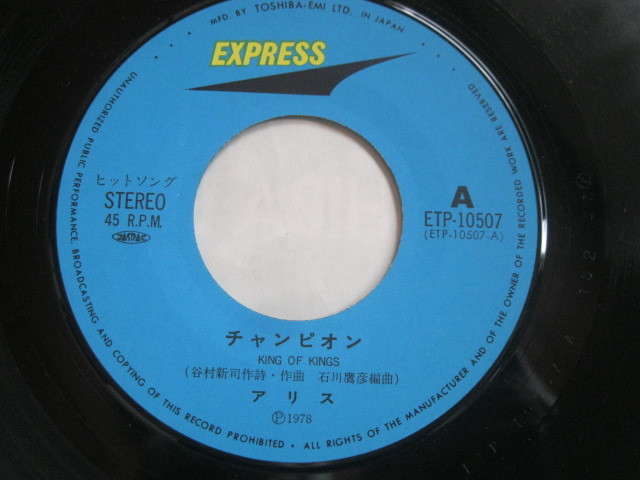 MFD. BY TOSHIBA-EMI LTD. IN JAPAN
EXPRESS
ヒットソング
STEREO
45 R.P.M.
JASRAC
A
ETP-10507
(ETP-10507-A)
チャンピオン
KING OF KINGS
(谷村新司作詩・作曲 石川鷹彦編曲)
アリス
Ⓟ1978
UNAUTHORIZED PUBLIC PERFORMANCE, BROADCASTING AND COPYING OF THIS RECORD PROHIBITED • ALL RIGHTS OF THE MANUFACTURER AND OF THE OWNER OF THE RECORDED WORK ARE RESERVED